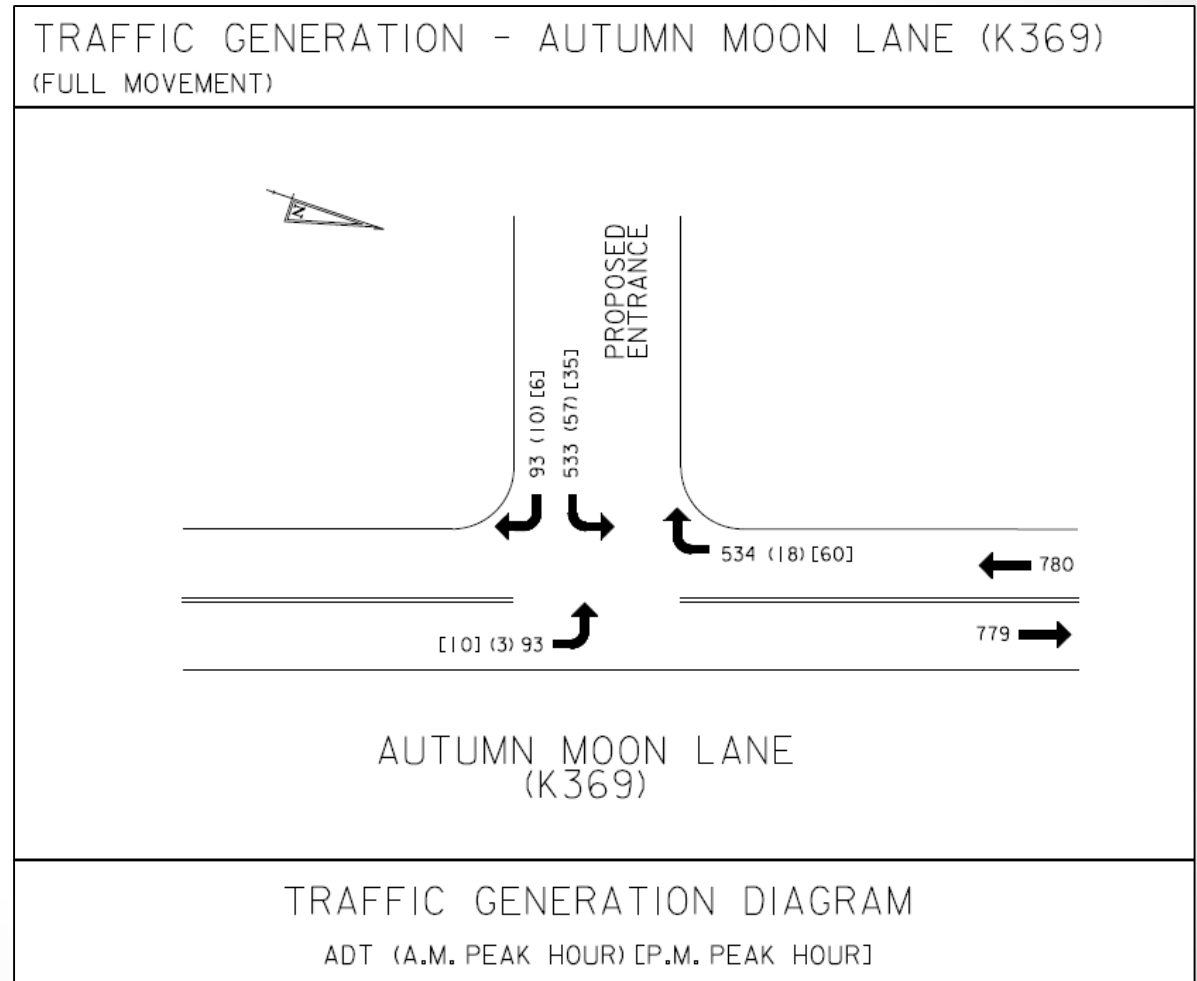 TRAFFIC GENERATION - AUTUMN MOON LANE (K369)
(FULL MOVEMENT)
N
PROPOSED
ENTRANCE
93 (10) [6]
533 (57) [35]
534 (18) [60]
780
779
[10] (3) 93
AUTUMN MOON LANE
(K369)
TRAFFIC GENERATION DIAGRAM
ADT (A.M. PEAK HOUR) [P.M. PEAK HOUR]